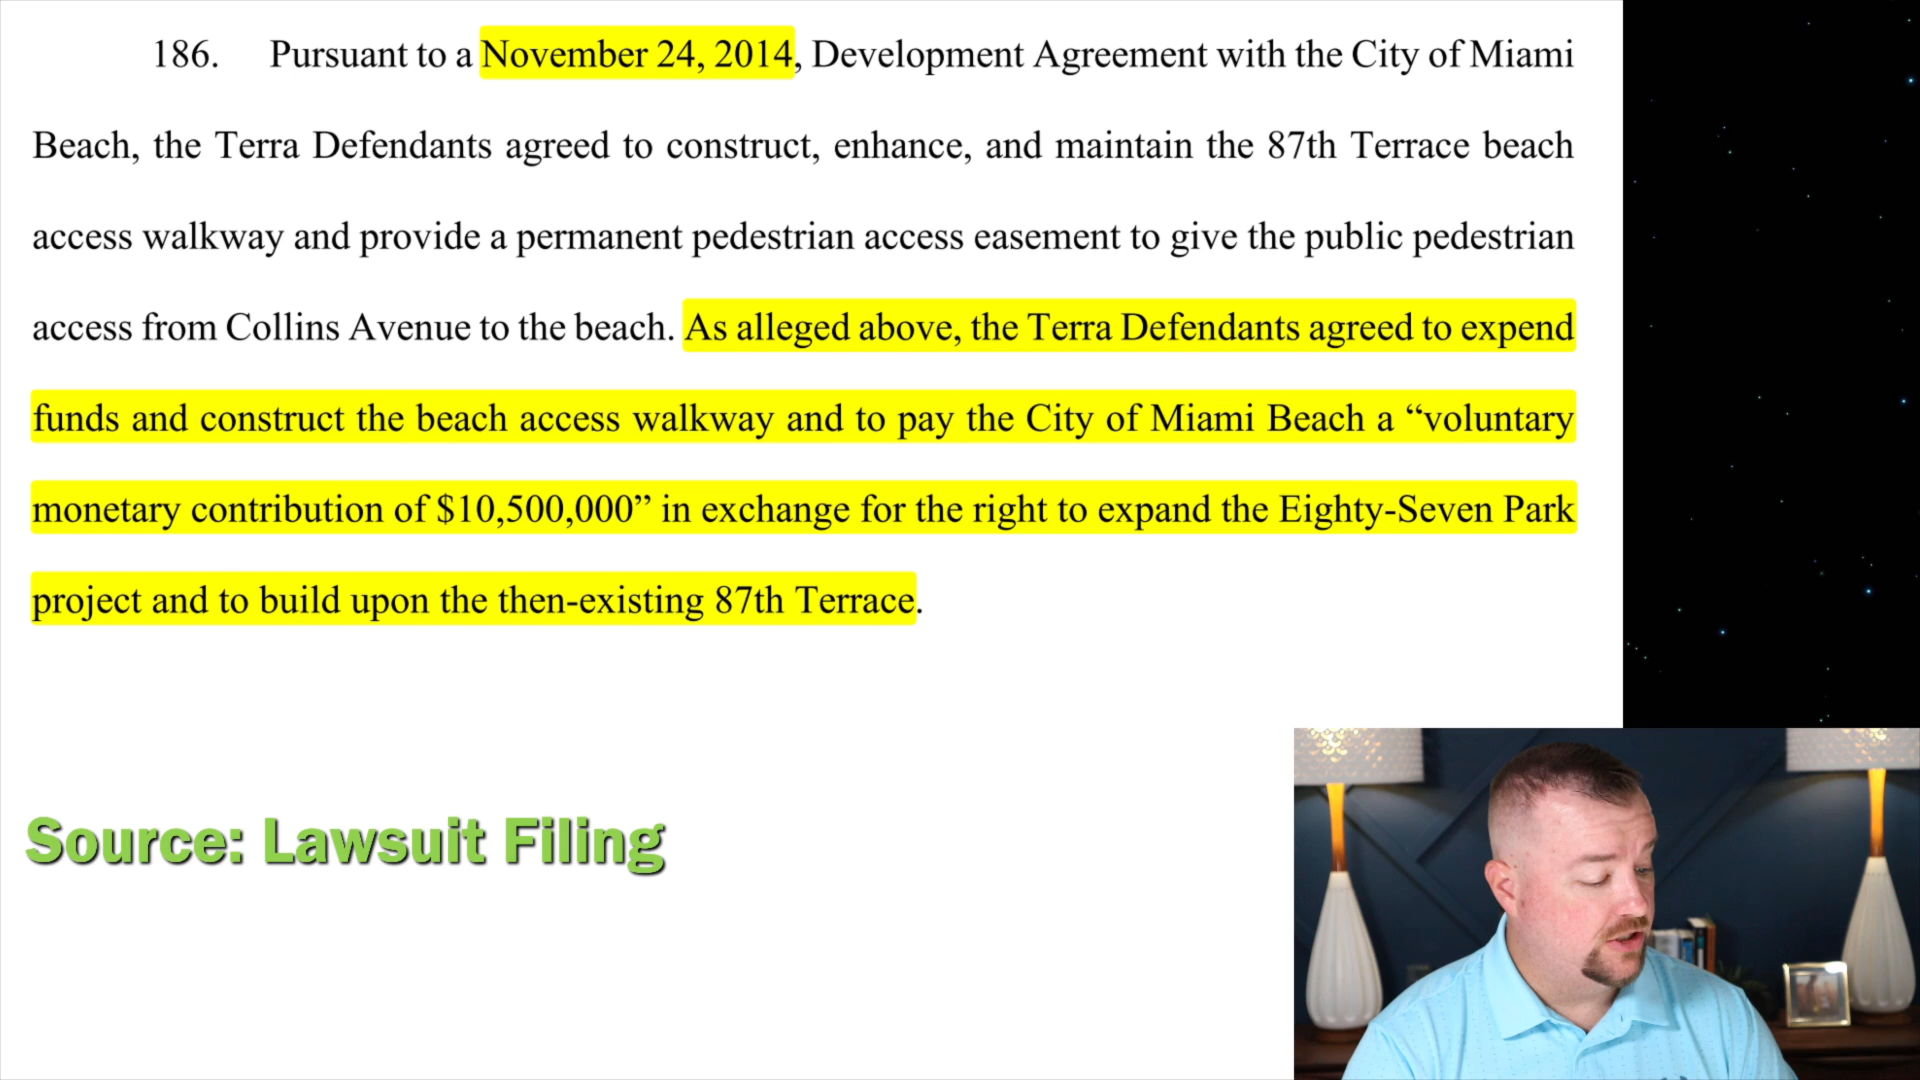 186. Pursuant to a November 24, 2014, Development Agreement with the City of Miami
Beach, the Terra Defendants agreed to construct, enhance, and maintain the 87th Terrace beach
access walkway and provide a permanent pedestrian access easement to give the public pedestrian
access from Collins Avenue to the beach. As alleged above, the Terra Defendants agreed to expend
funds and construct the beach access walkway and to pay the City of Miami Beach a “voluntary
monetary contribution of $10,500,000” in exchange for the right to expand the Eighty-Seven Park
project and to build upon the then-existing 87th Terrace.
Source: Lawsuit Filing